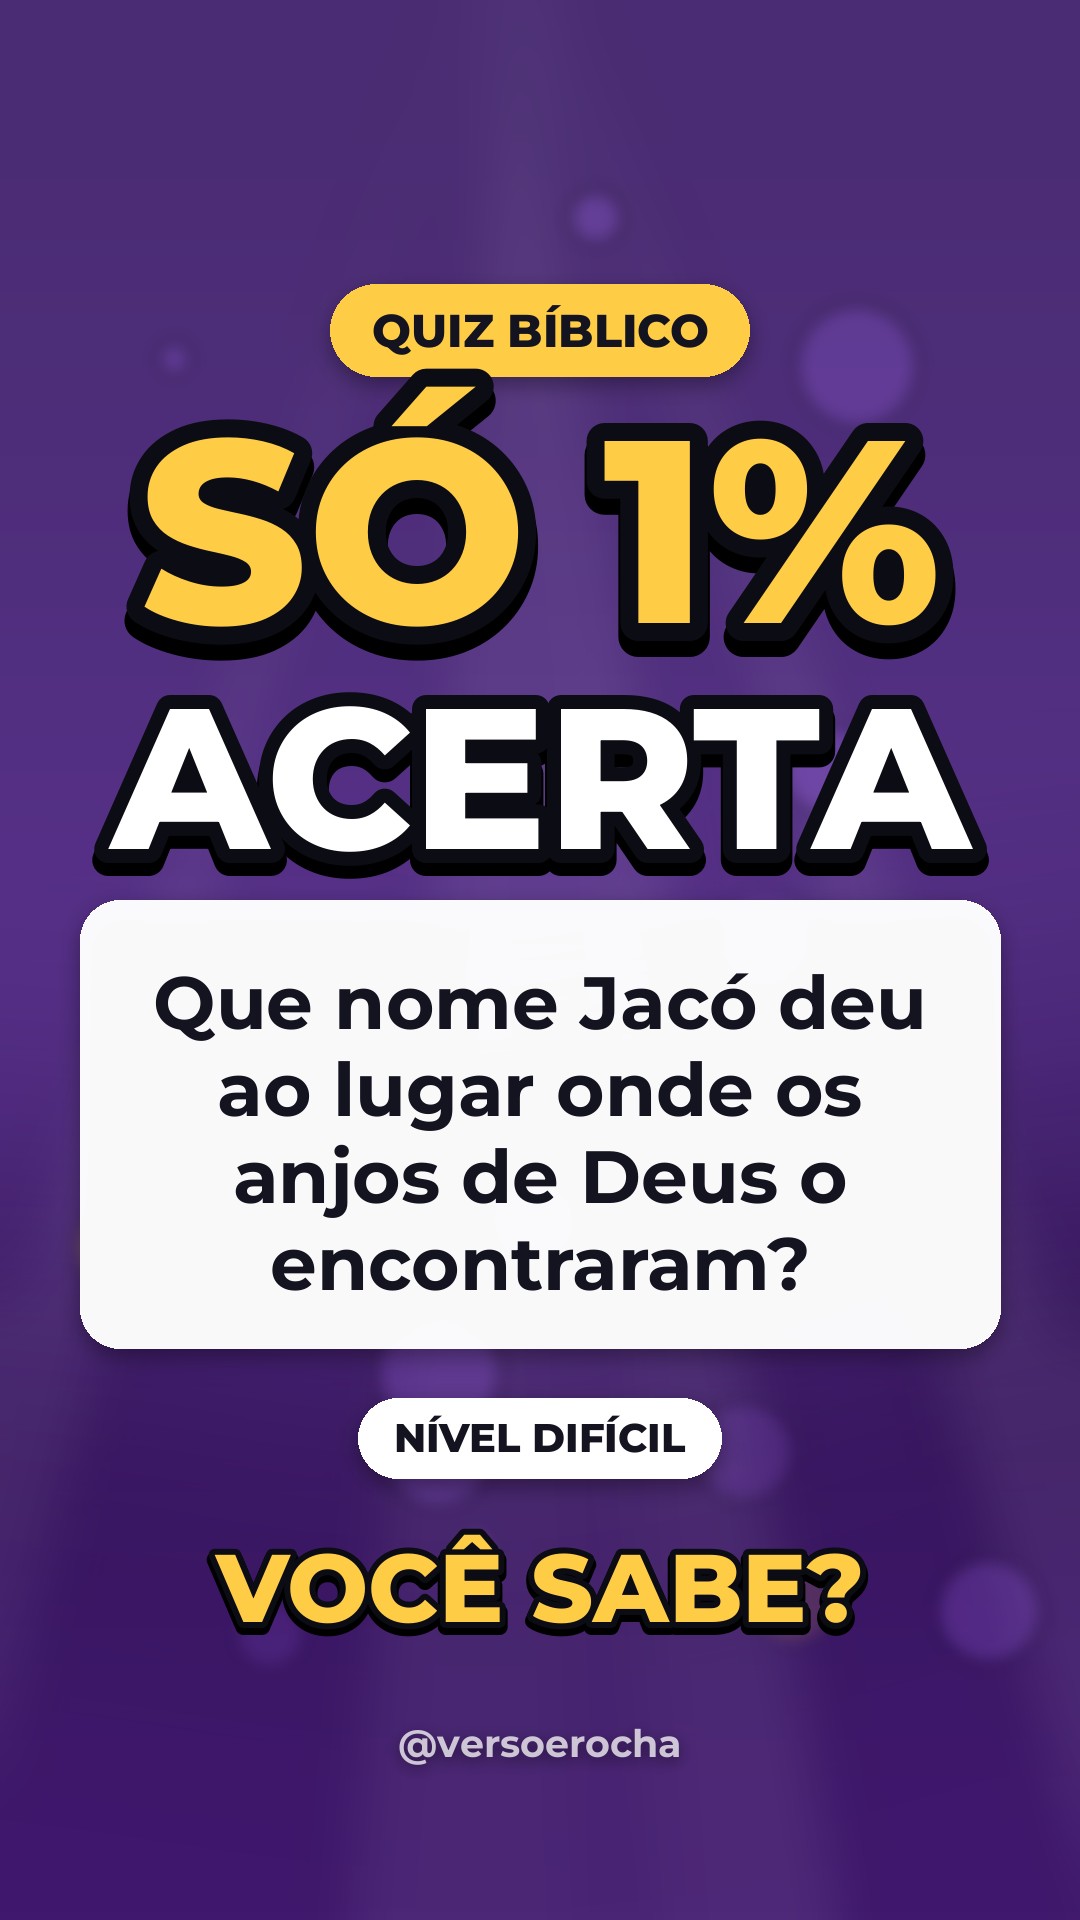 QUIZ BÍBLICO
SÓ 1%
ACERTA
Que nome Jacó deu
ao lugar onde os
anjos de Deus o
encontraram?
NÍVEL DIFÍCIL
VOCÊ SABE?
@versoerocha